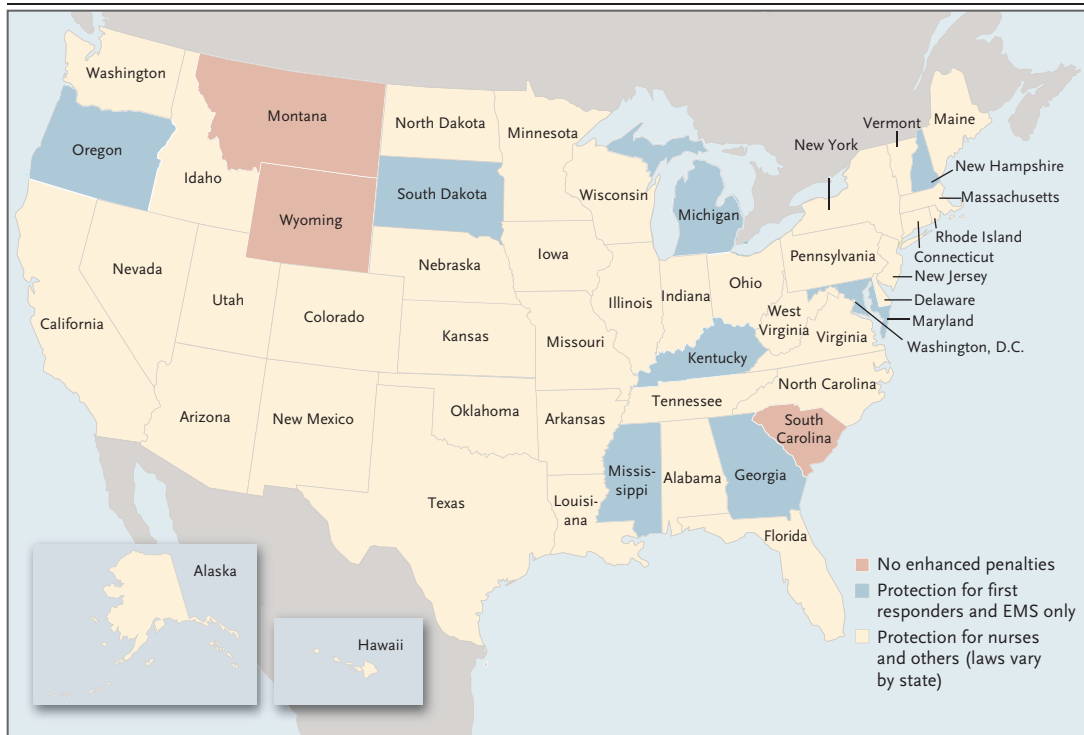 Washington
Montana
North Dakota
Minnesota
Vermont
Maine
New York
Oregon
Idaho
South Dakota
Wisconsin
Michigan
New Hampshire
Massachusetts
Wyoming
Rhode Island
Connecticut
Nevada
Nebraska
Iowa
Pennsylvania
New Jersey
Utah
Colorado
Illinois
Indiana
Ohio
Delaware
California
Kansas
Missouri
West
Virginia
Virginia
Maryland
Kentucky
Washington, D.C.
Arizona
New Mexico
Oklahoma
Arkansas
Tennessee
North Carolina
South
Carolina
Texas
Louisi-
ana
Missis-
sippi
Alabama
Georgia
Florida
Alaska
Hawaii
No enhanced penalties
Protection for first
responders and EMS only
Protection for nurses
and others (laws vary
by state)